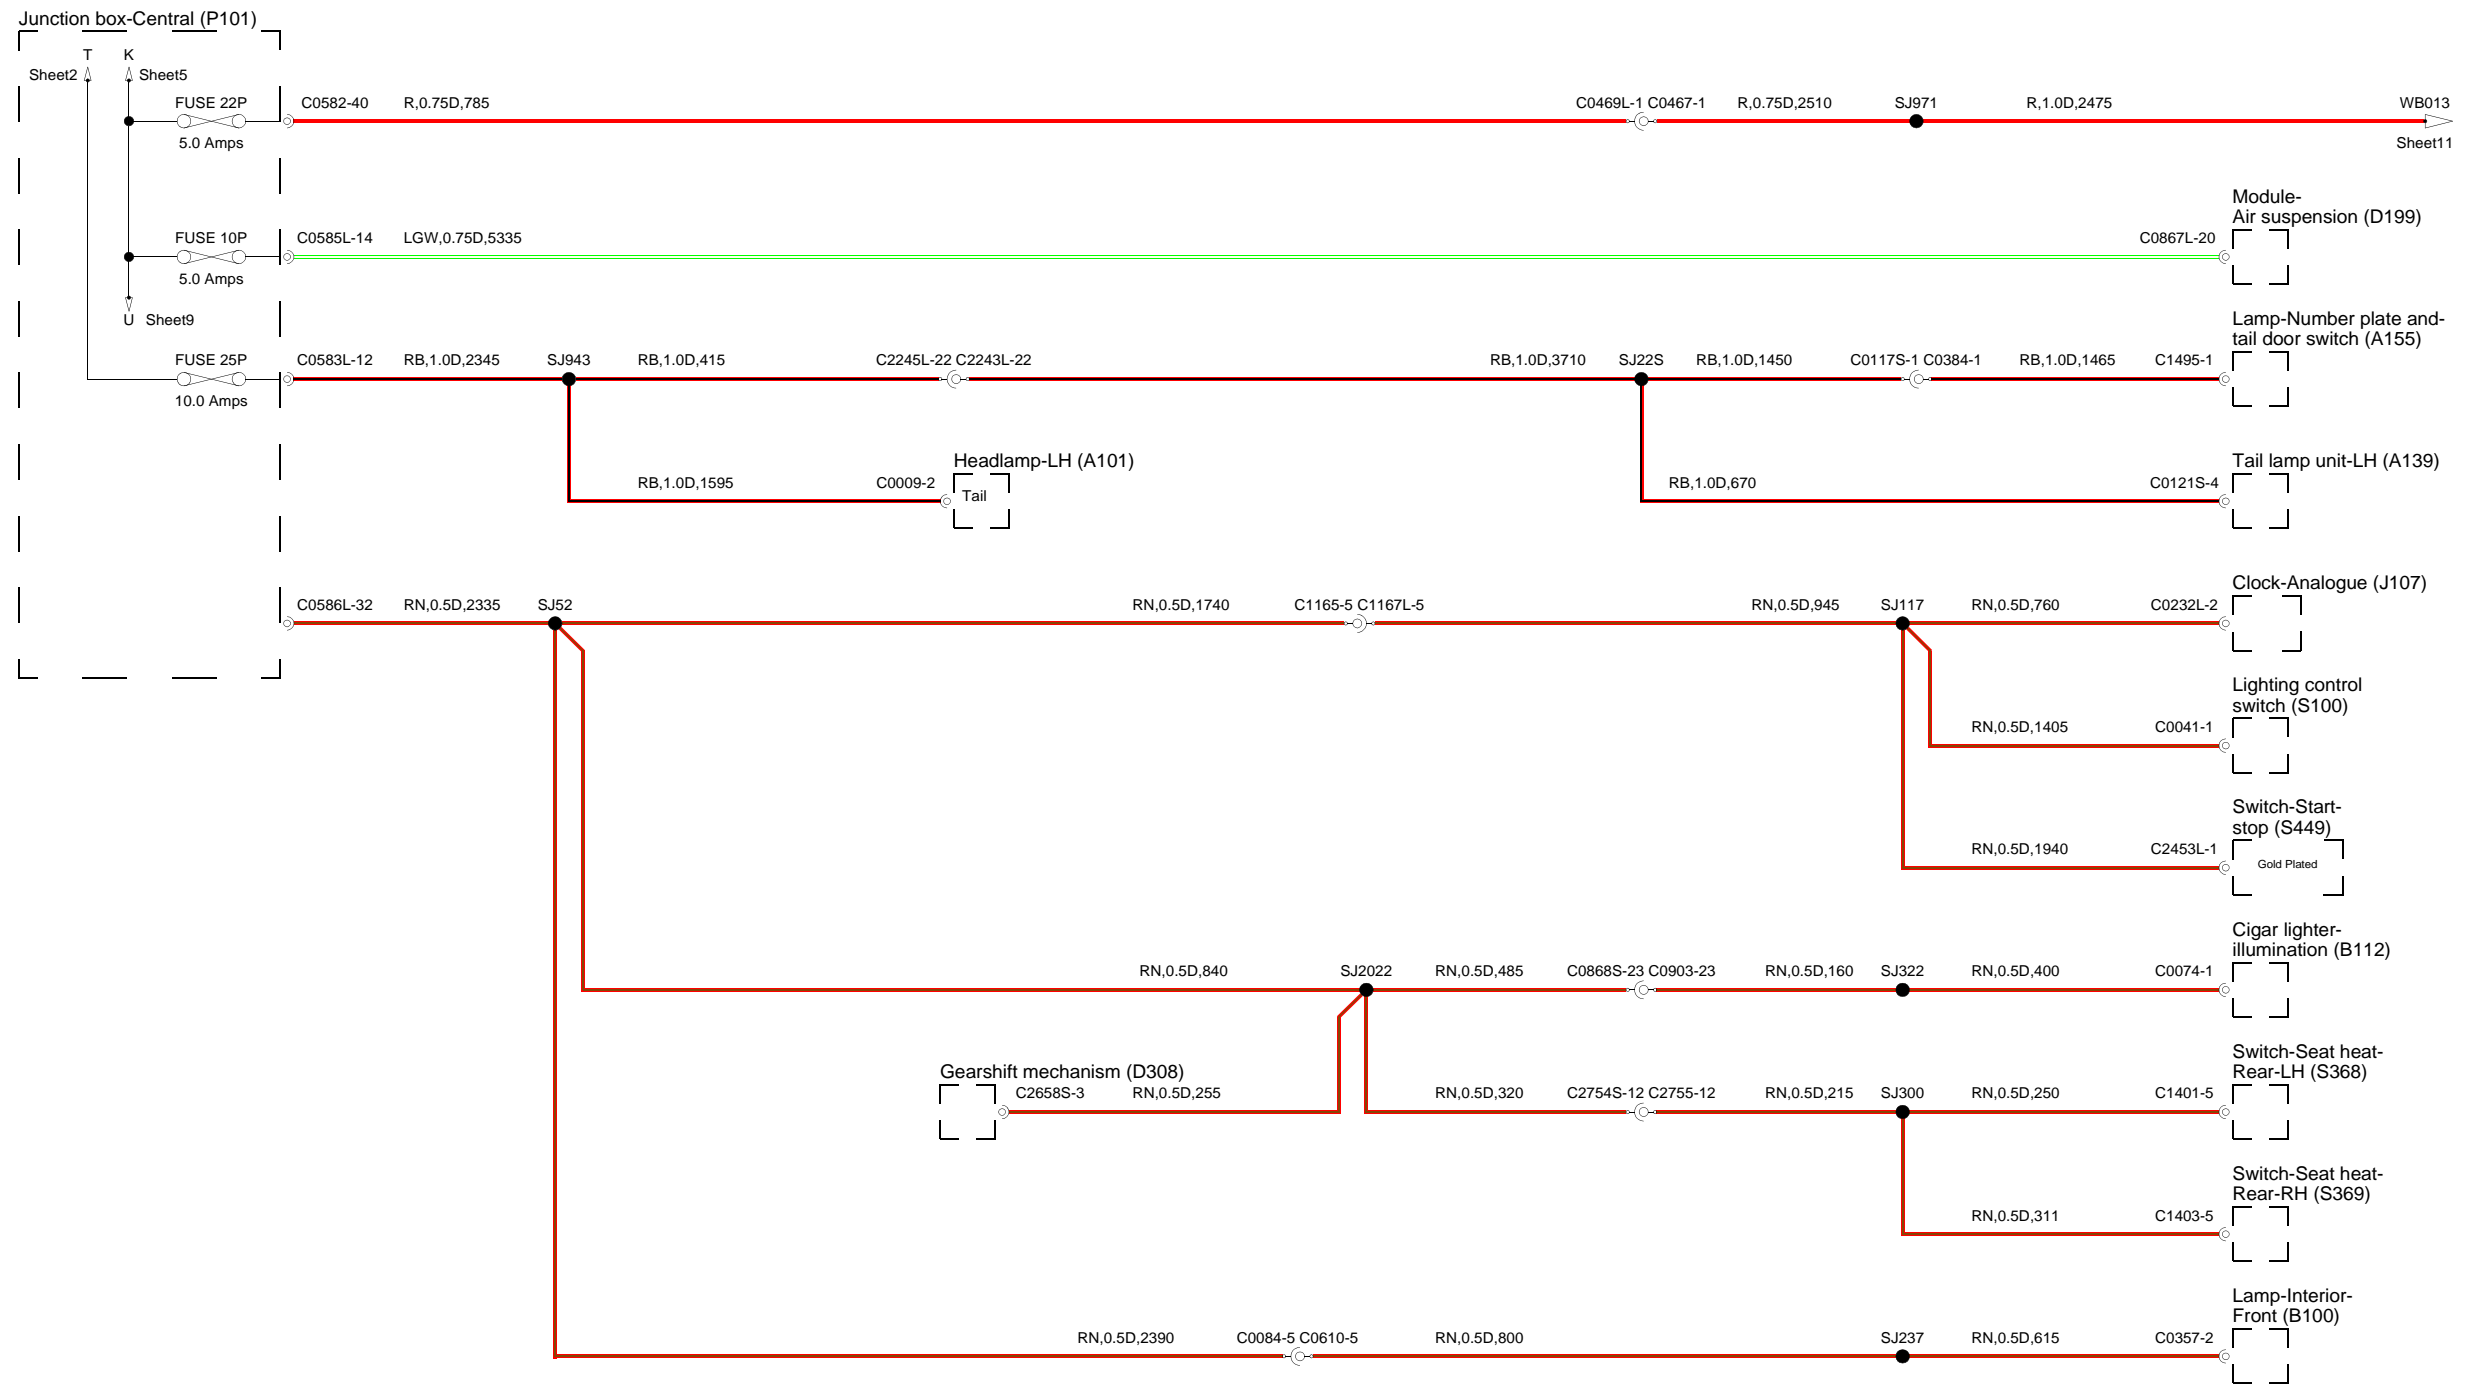 Junction box-Central (P101)
T K
Sheet2 Sheet5
FUSE 22P C0582-40 R,0.75D,785 C0469L-1 C0467-1 R,0.75D,2510 SJ971 R,1.0D,2475 WB013
5.0 Amps Sheet11
Module-
Air suspension (D199)
FUSE 10P C0585L-14 LGW,0.75D,5335 C0867L-20
5.0 Amps
U Sheet9
Lamp-Number plate and-
tail door switch (A155)
FUSE 25P C0583L-12 RB,1.0D,2345 SJ943 RB,1.0D,415 C2245L-22 C2243L-22 RB,1.0D,3710 SJ22S RB,1.0D,1450 C0117S-1 C0384-1 RB,1.0D,1465 C1495-1
10.0 Amps
Headlamp-LH (A101) Tail lamp unit-LH (A139)
RB,1.0D,1595 C0009-2 Tail RB,1.0D,670 C0121S-4
Clock-Analogue (J107)
C0586L-32 RN,0.5D,2335 SJ52 RN,0.5D,1740 C1165-5 C1167L-5 RN,0.5D,945 SJ117 RN,0.5D,760 C0232L-2
Lighting control
switch (S100)
RN,0.5D,1405 C0041-1
Switch-Start-
stop (S449)
RN,0.5D,1940 C2453L-1
Gold Plated
Cigar lighter-
illumination (B112)
RN,0.5D,840 SJ2022 RN,0.5D,485 C0868S-23 C0903-23 RN,0.5D,160 SJ322 RN,0.5D,400 C0074-1
Switch-Seat heat-
Gearshift mechanism (D308) Rear-LH (S368)
C2658S-3 RN,0.5D,255 RN,0.5D,320 C2754S-12 C2755-12 RN,0.5D,215 SJ300 RN,0.5D,250 C1401-5
Switch-Seat heat-
Rear-RH (S369)
RN,0.5D,311 C1403-5
Lamp-Interior-
Front (B100)
RN,0.5D,2390 C0084-5 C0610-5 RN,0.5D,800 SJ237 RN,0.5D,615 C0357-2